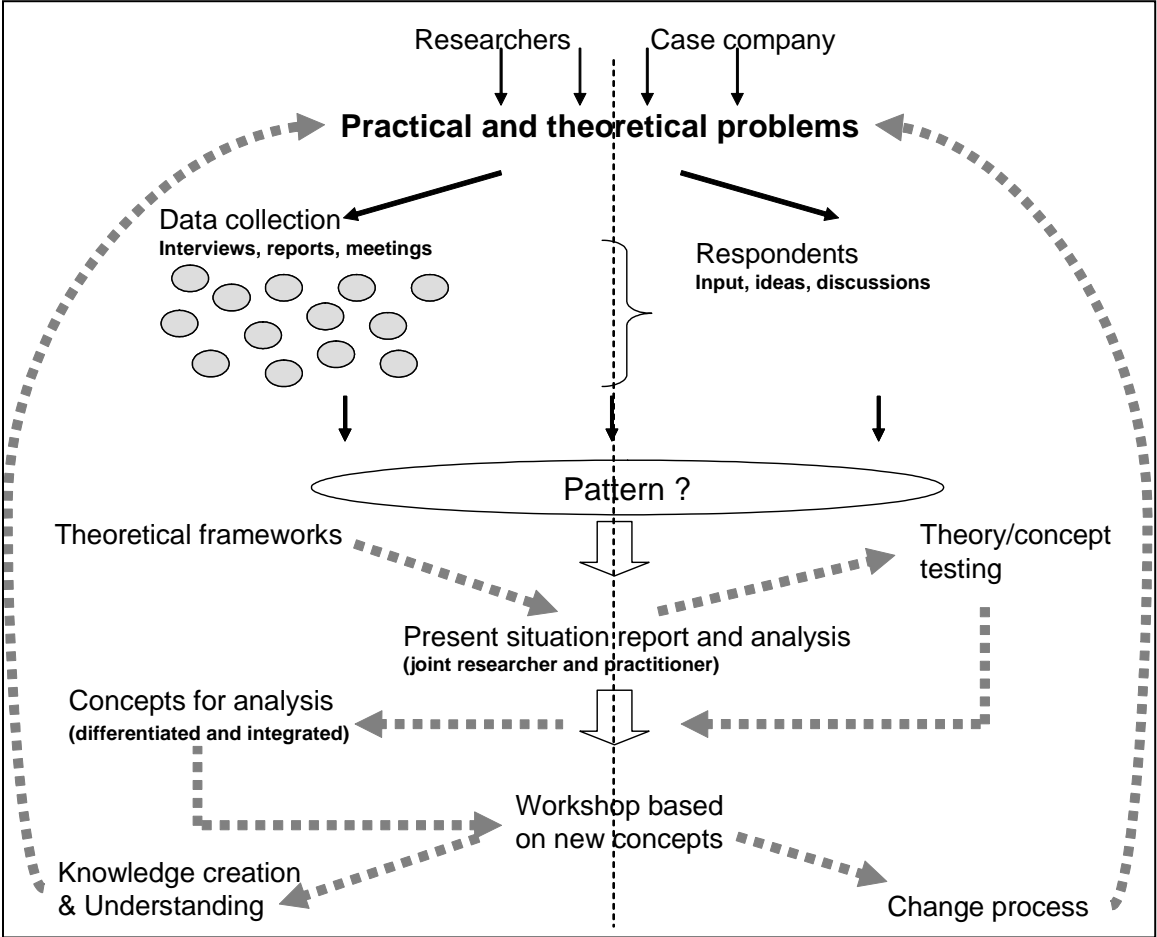 Researchers
Case company
Practical and theoretical problems
Data collection
Interviews, reports, meetings
Respondents
Input, ideas, discussions
Pattern ?
Theoretical frameworks
Theory/concept
testing
Present situation report and analysis
(joint researcher and practitioner)
Concepts for analysis
(differentiated and integrated)
Workshop based
on new concepts
Knowledge creation
& Understanding
Change process